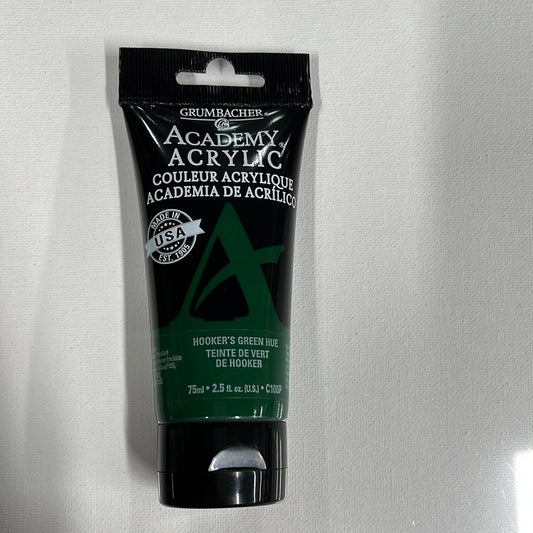 GRUMBACHER
ACADEMY®
ACRYLIC
COULEUR ACRYLIQUE
ACADEMIA DE ACRÍLICO
MADE IN
USA
EST. 1905
HOOKER'S GREEN HUE
TEINTE DE VERT
DE HOOKER
75ml • 2.5 fl. oz. (U.S.) • C105P